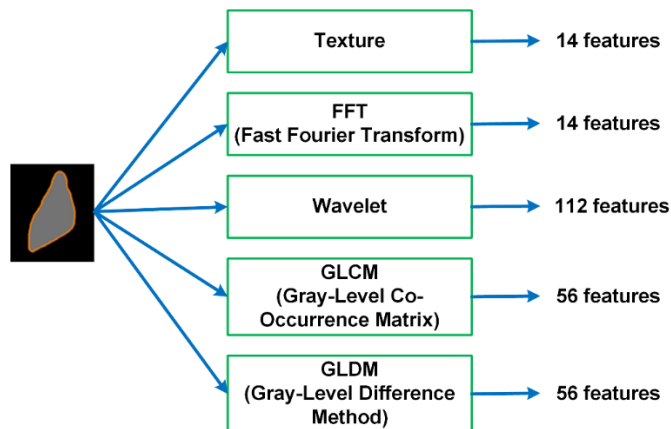 Texture
14 features
FFT
(Fast Fourier Transform)
14 features
Wavelet
112 features
GLCM
(Gray-Level Co-
Occurrence Matrix)
56 features
GLDM
(Gray-Level Difference
Method)
56 features